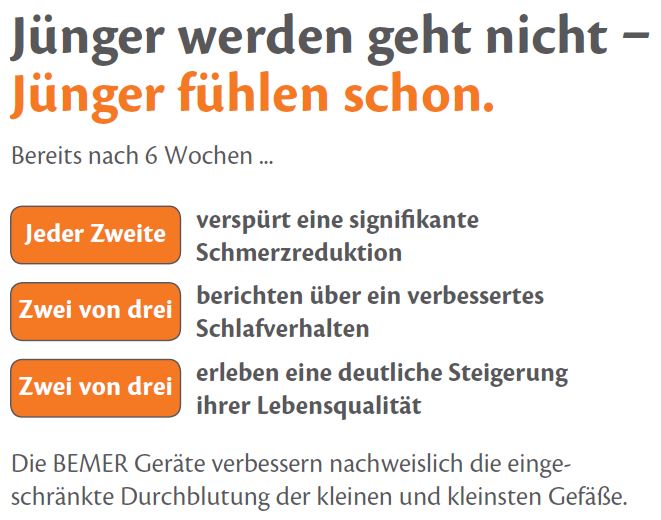 Jünger werden geht nicht –
Jünger fühlen schon.
Bereits nach 6 Wochen ...
Jeder Zweite
verspürt eine signifikante
Schmerzreduktion
Zwei von drei
berichten über ein verbessertes
Schlafverhalten
Zwei von drei
erleben eine deutliche Steigerung
ihrer Lebensqualität
Die BEMER Geräte verbessern nachweislich die einge-
schränkte Durchblutung der kleinen und kleinsten Gefäße.